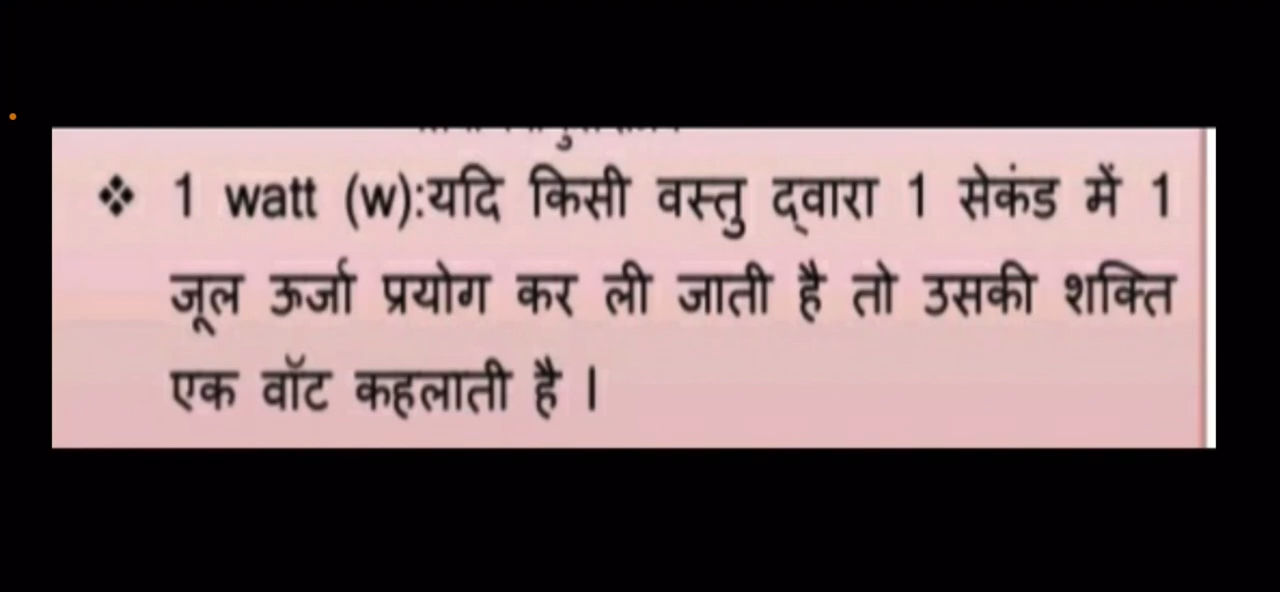 ❖ 1 watt (w):यदि किसी वस्तु द्वारा 1 सेकंड में 1
जूल ऊर्जा प्रयोग कर ली जाती है तो उसकी शक्ति
एक वॉट कहलाती है ।